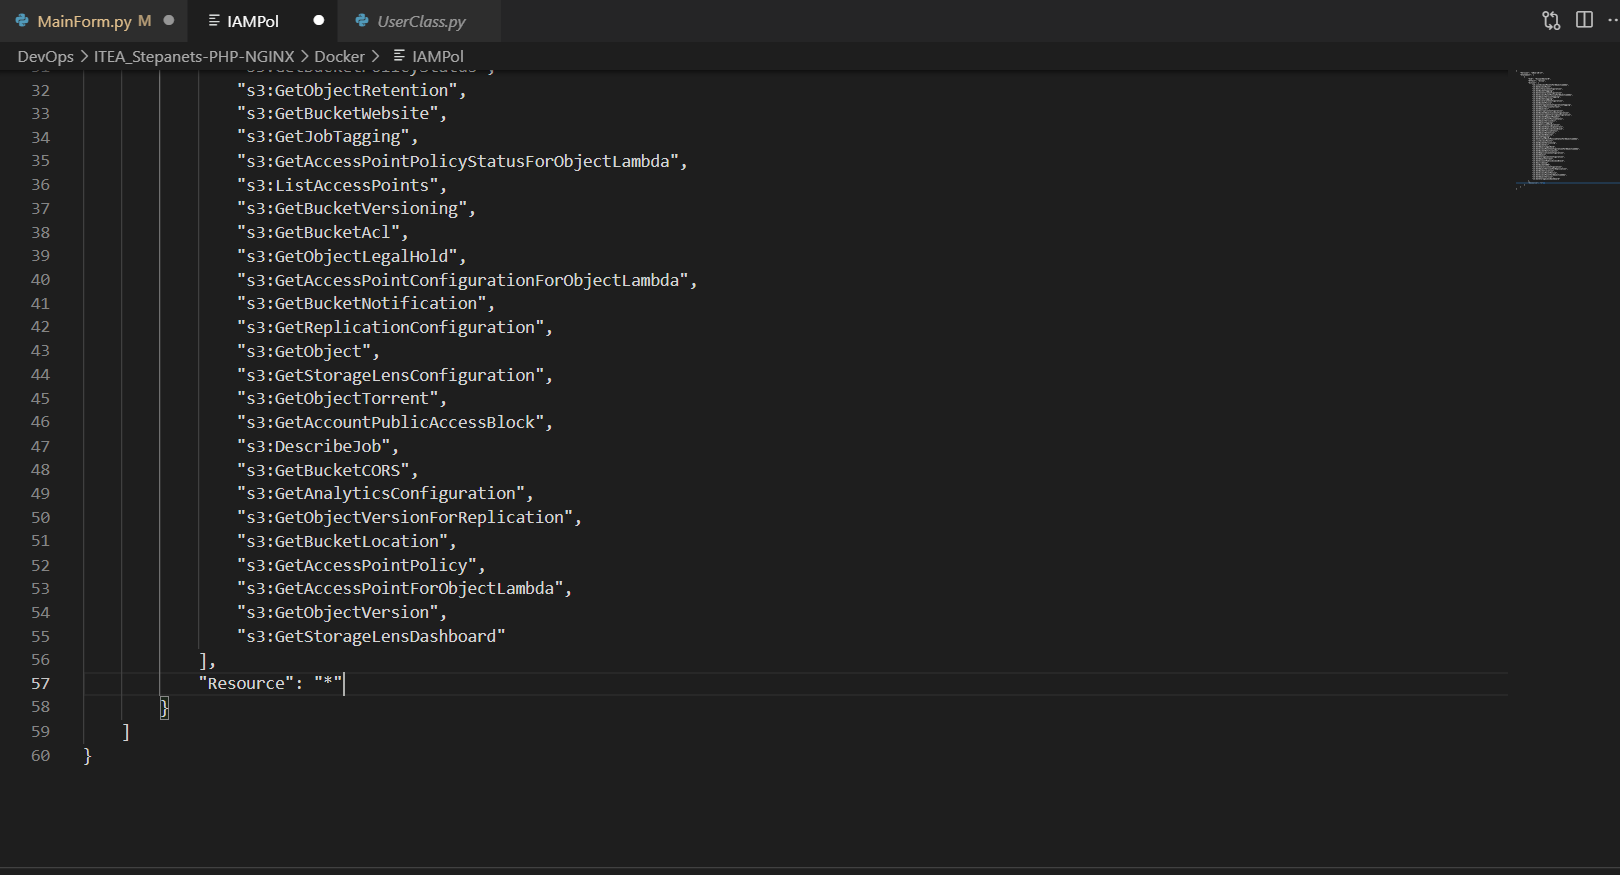 MainForm.py M
IAMPol
UserClass.py
DevOps > ITEA_Stepanets-PHP-NGINX > Docker > IAMPol
31 "s3:GetBucketPolicyStatus",
32 "s3:GetObjectRetention",
33 "s3:GetBucketWebsite",
34 "s3:GetJobTagging",
35 "s3:GetAccessPointPolicyStatusForObjectLambda",
36 "s3:ListAccessPoints",
37 "s3:GetBucketVersioning",
38 "s3:GetBucketAcl",
39 "s3:GetObjectLegalHold",
40 "s3:GetAccessPointConfigurationForObjectLambda",
41 "s3:GetBucketNotification",
42 "s3:GetReplicationConfiguration",
43 "s3:GetObject",
44 "s3:GetStorageLensConfiguration",
45 "s3:GetObjectTorrent",
46 "s3:GetAccountPublicAccessBlock",
47 "s3:DescribeJob",
48 "s3:GetBucketCORS",
49 "s3:GetAnalyticsConfiguration",
50 "s3:GetObjectVersionForReplication",
51 "s3:GetBucketLocation",
52 "s3:GetAccessPointPolicy",
53 "s3:GetAccessPointForObjectLambda",
54 "s3:GetObjectVersion",
55 "s3:GetStorageLensDashboard"
56 ],
57 "Resource": "*"
58 }
59 ]
60 }